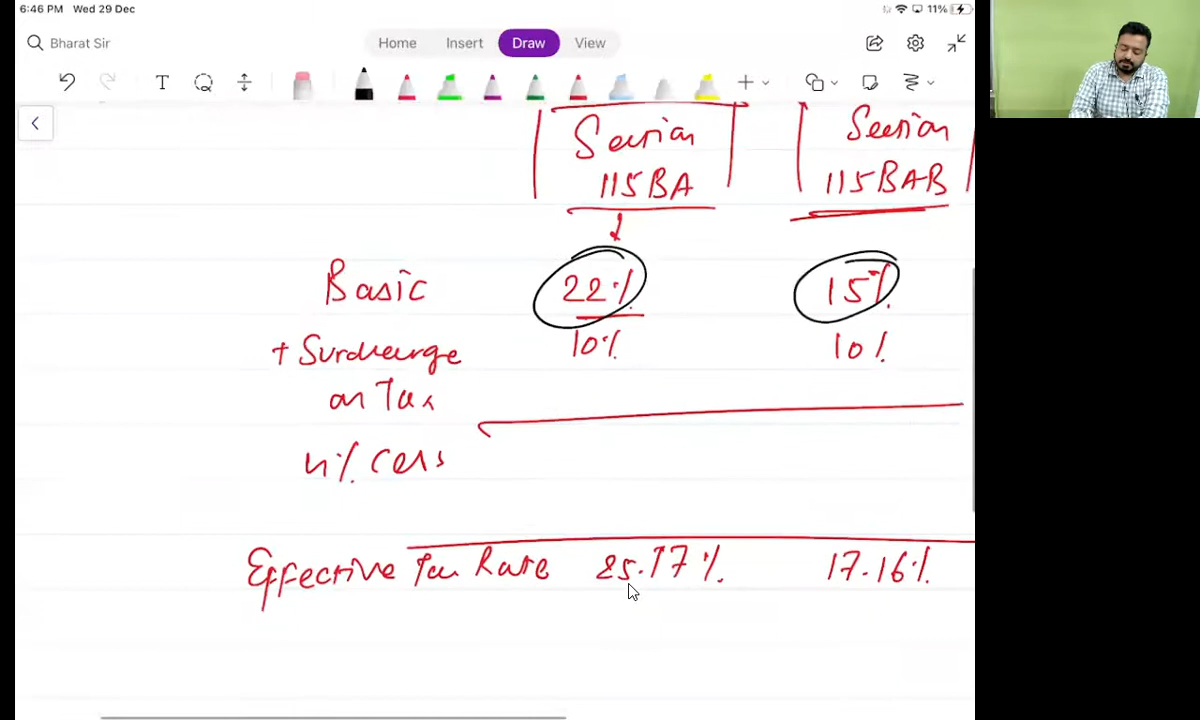 6:46 PM Wed 29 Dec
11%
Bharat Sir
Home Insert Draw View
T
Section Section
115BA 115BAB
Basic 22% 15%
+ Surcharge 10% 10%
on Tax
4% Cess
Effective Tax Rate 25.17% 17.16%